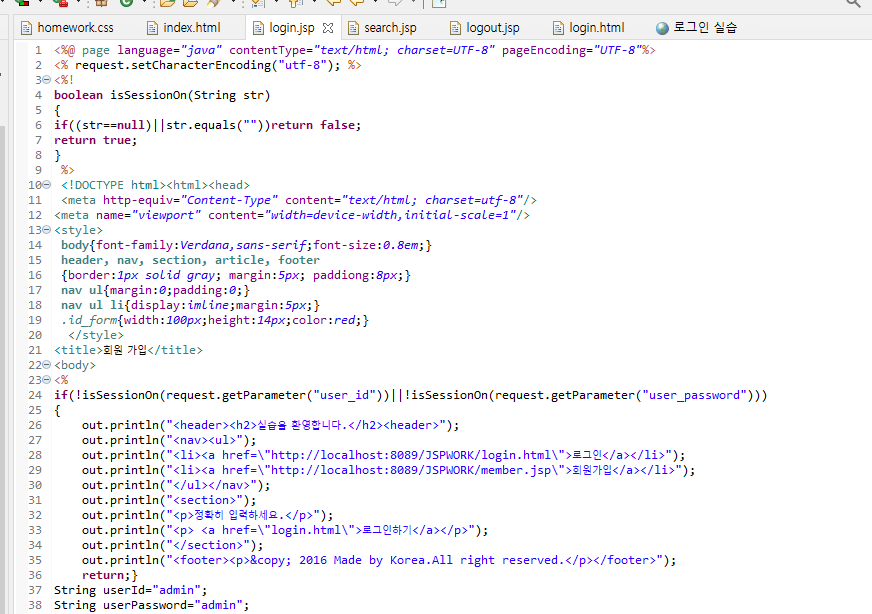 homework.css index.html login.jsp search.jsp logout.jsp login.html 로그인 실습
1 <%@ page language="java" contentType="text/html; charset=UTF-8" pageEncoding="UTF-8"%>
2 <% request.setCharacterEncoding("utf-8"); %>
3 <%!
4 boolean isSessionOn(String str)
5 {
6 if((str==null)||str.equals(""))return false;
7 return true;
8 }
9 %>
10 <!DOCTYPE html><html><head>
11 <meta http-equiv="Content-Type" content="text/html; charset=utf-8"/>
12 <meta name="viewport" content="width=device-width,initial-scale=1"/>
13 <style>
14 body{font-family:Verdana,sans-serif;font-size:0.8em;}
15 header, nav, section, article, footer
16 {border:1px solid gray; margin:5px; paddiong:8px;}
17 nav ul{margin:0;padding:0;}
18 nav ul li{display:imline;margin:5px;}
19 .id_form{width:100px;height:14px;color:red;}
20 </style>
21 <title>회원 가입</title>
22 <body>
23 <%
24 if(!isSessionOn(request.getParameter("user_id"))||!isSessionOn(request.getParameter("user_password")))
25 {
26 out.println("<header><h2>실습을 환영합니다.</h2><header>");
27 out.println("<nav><ul>");
28 out.println("<li><a href=\"http://localhost:8089/JSPWORK/login.html\">로그인</a></li>");
29 out.println("<li><a href=\"http://localhost:8089/JSPWORK/member.jsp\">회원가입</a></li>");
30 out.println("</ul></nav>");
31 out.println("<section>");
32 out.println("<p>정확히 입력하세요.</p>");
33 out.println("<p> <a href=\"login.html\">로그인하기</a></p>");
34 out.println("</section>");
35 out.println("<footer><p>&copy; 2016 Made by Korea.All right reserved.</p></footer>");
36 return;}
37 String userId="admin";
38 String userPassword="admin";